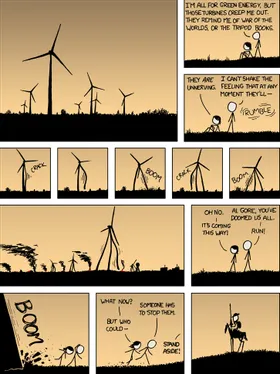 I'M ALL FOR GREEN ENERGY, BUT
THOSE TURBINES CREEP ME OUT.
THEY REMIND ME OF WAR OF THE
WORLDS, OR THE TRIPOD BOOKS.
THEY ARE
UNNERVING.
I CAN'T SHAKE THE
FEELING THAT AT ANY
MOMENT THEY'LL—
RUMBLE
CRACK
BOOM
CRACK
BOOM
OH NO.
IT'S
COMING
THIS WAY!
AL GORE, YOU'VE
DOOMED US ALL.
RUN!
BOOM
WHAT NOW?
BUT WHO
COULD—
SOMEONE HAS
TO STOP THEM.
STAND
ASIDE!